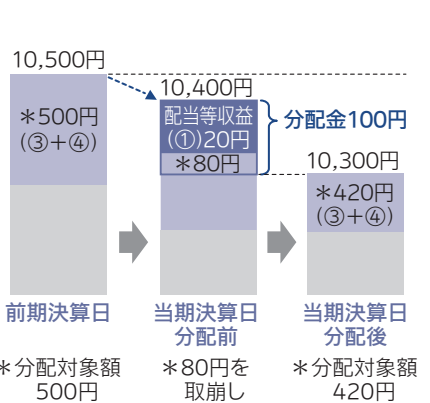 10,500円
10,400円
＊500円
(③＋④)
配当等収益
(①)20円
＊80円
分配金100円
10,300円
＊420円
(③＋④)
前期決算日
当期決算日
分配前
当期決算日
分配後
＊分配対象額
500円
＊80円を
取崩し
＊分配対象額
420円